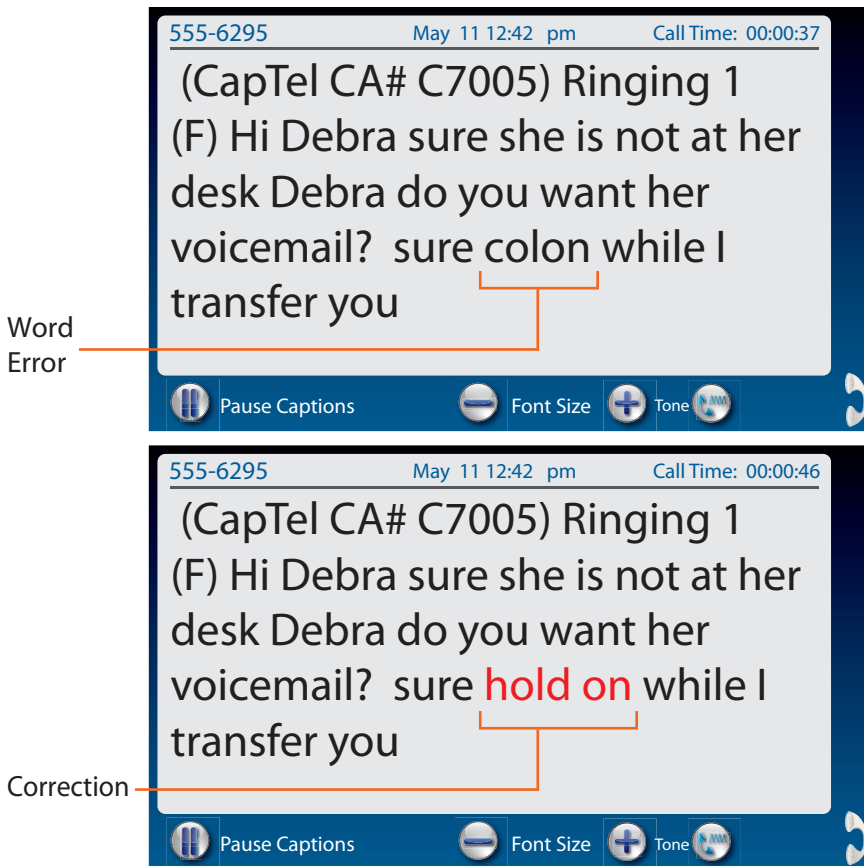 555-6295 May 11 12:42 pm Call Time: 00:00:37
(CapTel CA# C7005) Ringing 1
(F) Hi Debra sure she is not at her
desk Debra do you want her
voicemail? sure colon while I
transfer you
Word
Error
Pause Captions Font Size Tone
555-6295 May 11 12:42 pm Call Time: 00:00:46
(CapTel CA# C7005) Ringing 1
(F) Hi Debra sure she is not at her
desk Debra do you want her
voicemail? sure hold on while I
transfer you
Correction
Pause Captions Font Size Tone